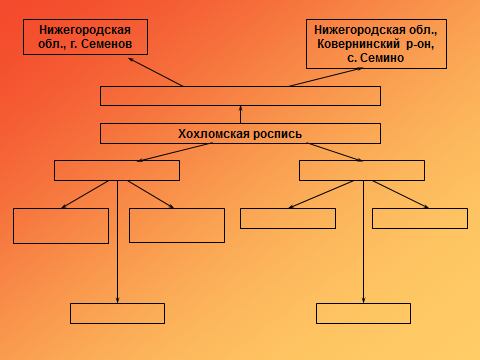 Нижегородская
обл., г. Семенов
Нижегородская обл.,
Ковернинский р-он,
с. Семино
Хохломская роспись